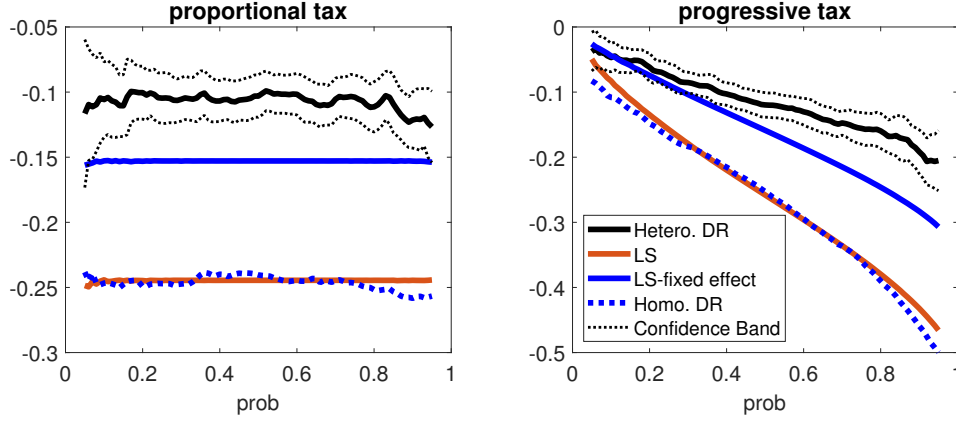 proportional tax
-0.05
-0.1
-0.15
-0.2
-0.25
-0.3
0
0.2
0.4
0.6
0.8
1
prob
progressive tax
0
-0.1
-0.2
-0.3
-0.4
-0.5
Hetero. DR
LS
LS-fixed effect
Homo. DR
Confidence Band
0
0.2
0.4
0.6
0.8
1
prob